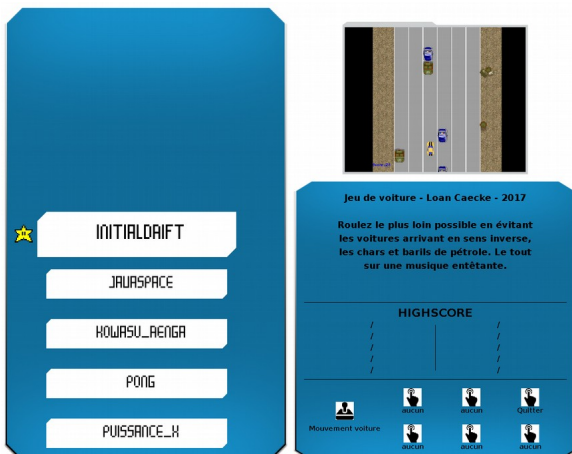 INITIALDRIFT
JAVASPACE
KOWASU_RENGA
PONG
PUISSANCE_X
Jeu de voiture - Loan Caecke - 2017
Roulez le plus loin possible en évitant
les voitures arrivant en sens inverse,
les chars et barils de pétrole. Le tout
sur une musique entêtante.
HIGHSCORE
/ /
/ /
/ /
/ /
/ /
Mouvement voiture
aucun aucun Quitter
aucun aucun aucun